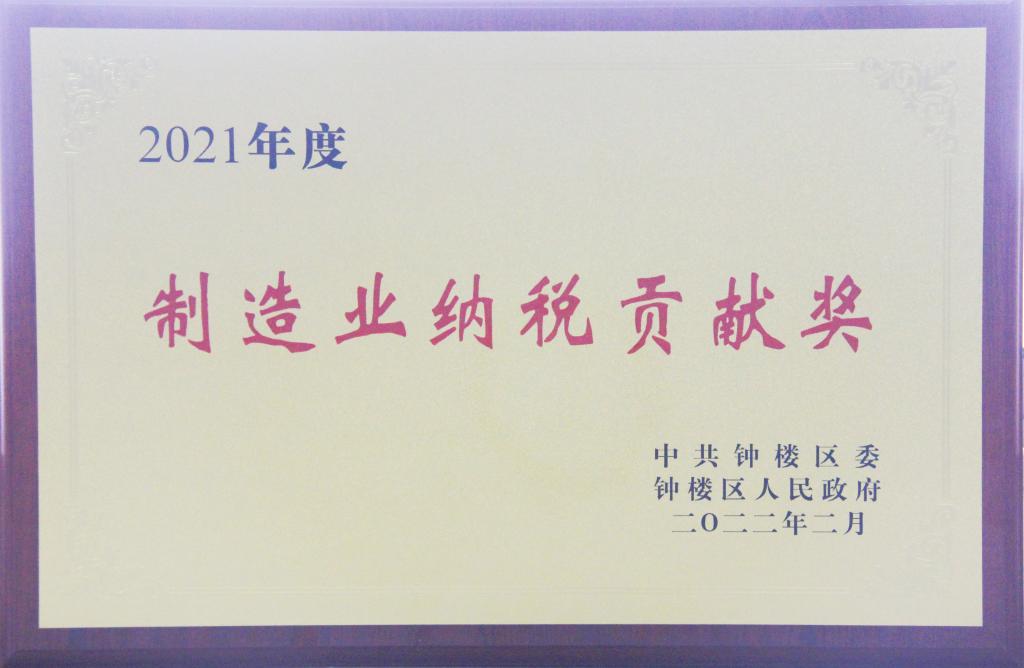 2021年度
制造业纳税贡献奖
中共钟楼区委
钟楼区人民政府
二〇二二年二月